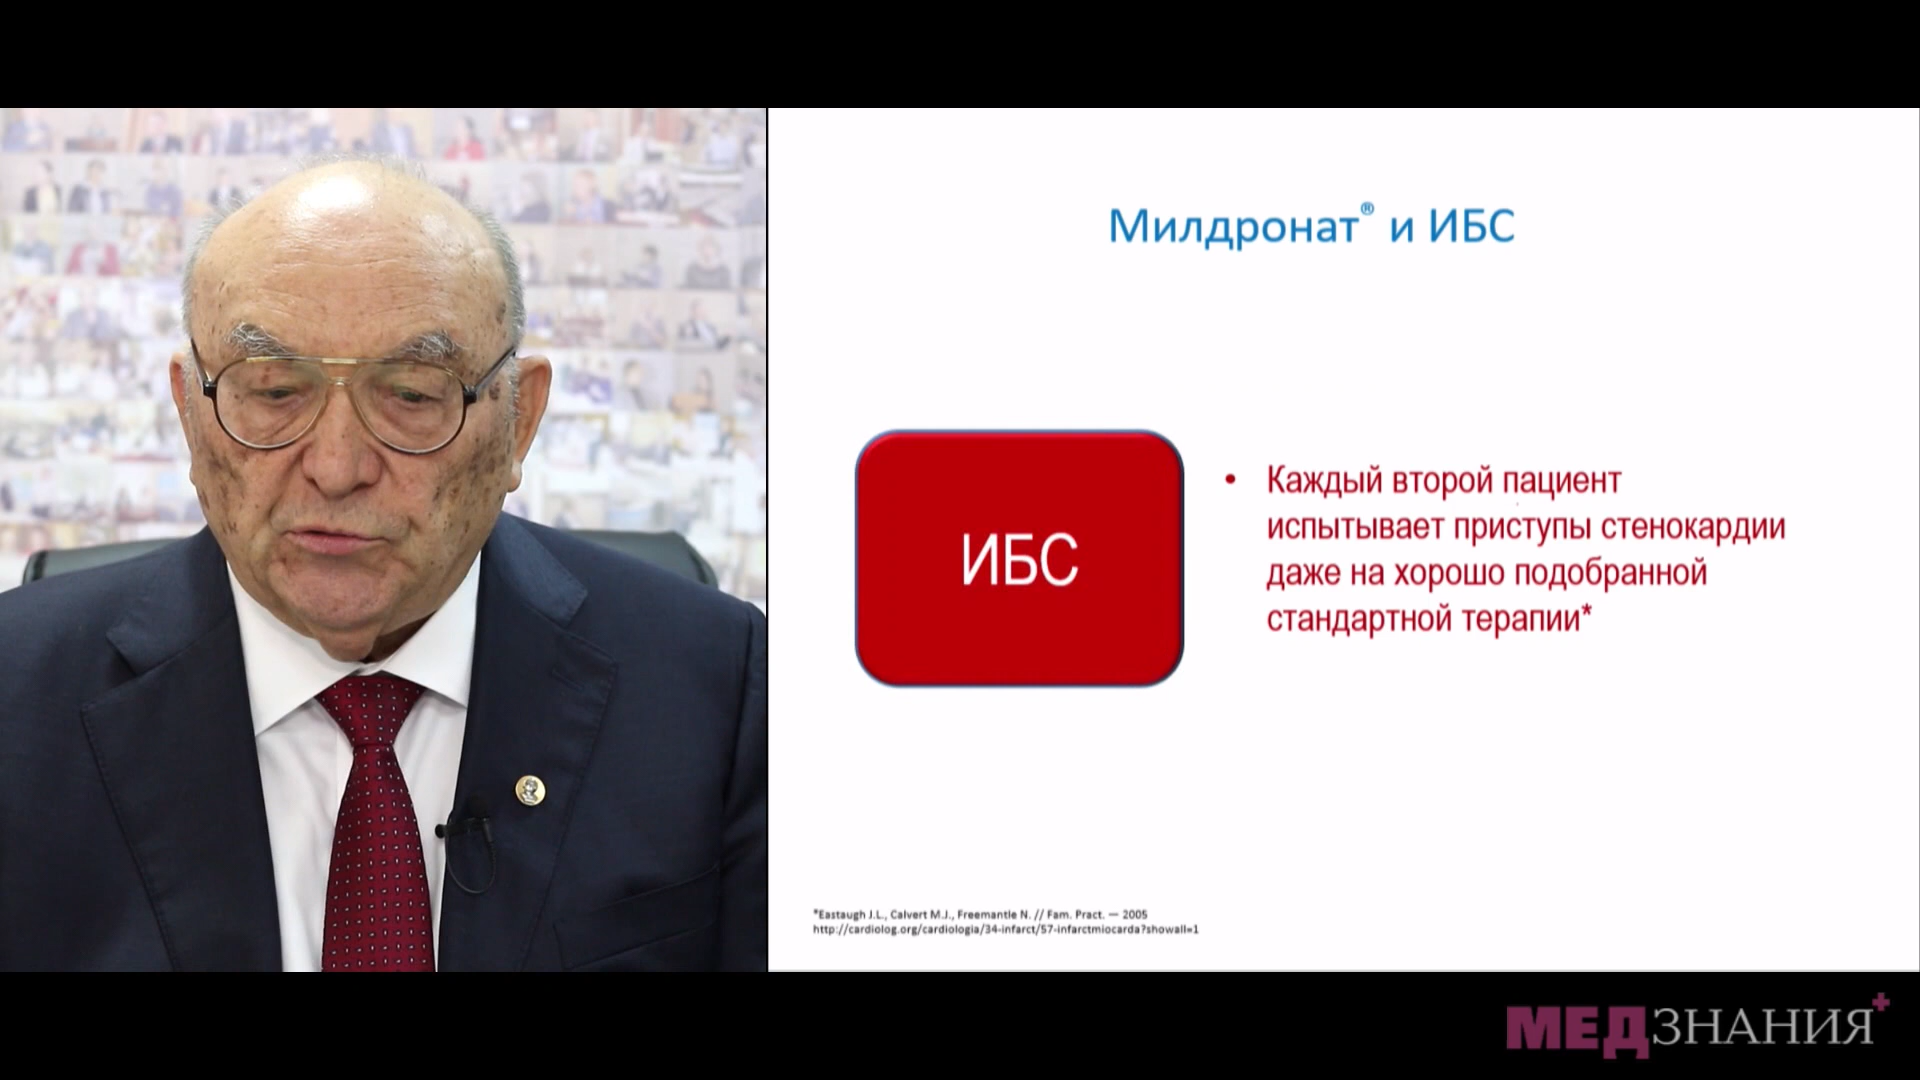 Милдронат® и ИБС
ИБС
• Каждый второй пациент
испытывает приступы стенокардии
даже на хорошо подобранной
стандартной терапии*
*Eastaugh J.L., Calvert M.J., Freemantle N. // Fam. Pract. — 2005
http://cardiolog.org/cardiologia/34-infarct/57-infarctmiocarda?showall=1
МЕДЗНАНИЯ+